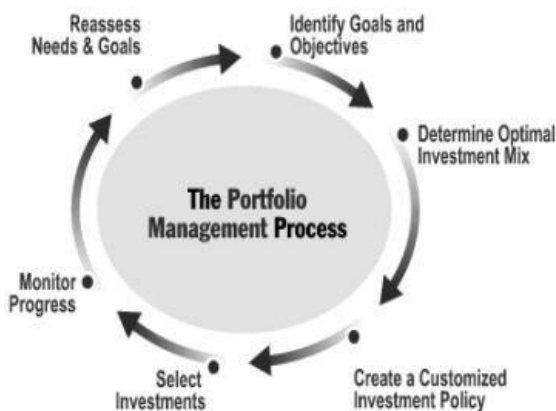 Reassess
Needs & Goals
Identify Goals and
Objectives
Determine Optimal
Investment Mix
The Portfolio
Management Process
Monitor
Progress
Select
Investments
Create a Customized
Investment Policy